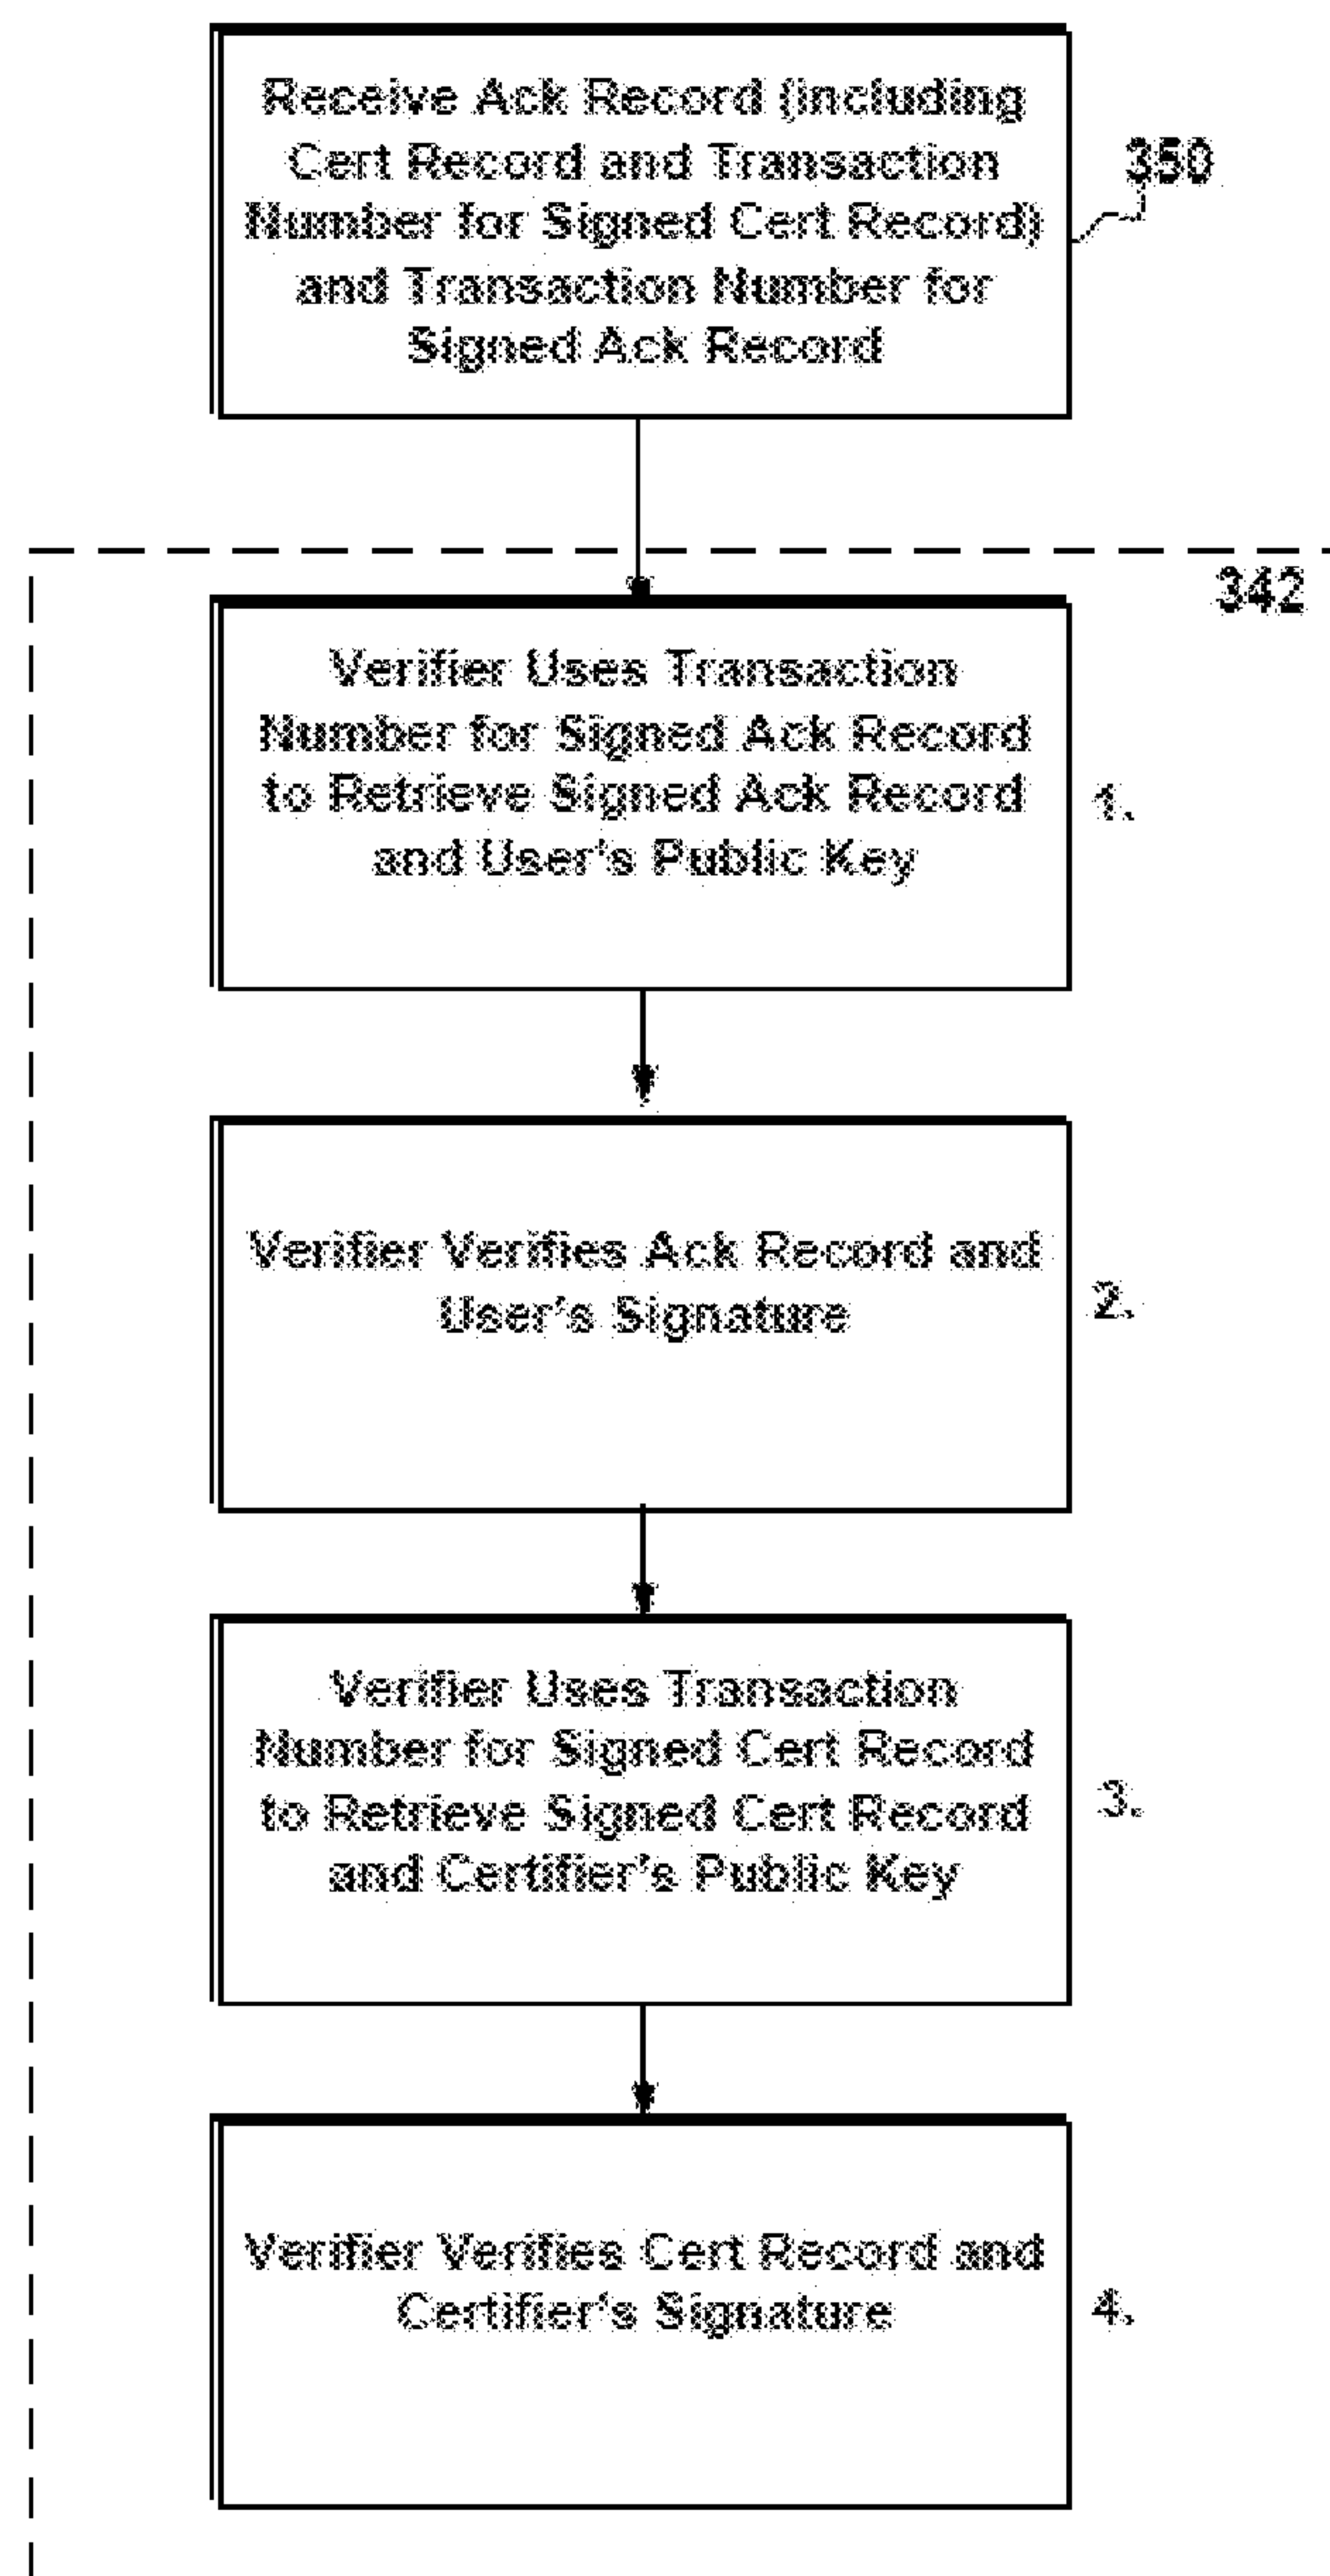 Receive Ack Record (including
Cert Record and Transaction
Number for Signed Cert Record)
and Transaction Number for
Signed Ack Record
350
342
Verifier Uses Transaction
Number for Signed Ack Record
to Retrieve Signed Ack Record
and User's Public Key
1.
Verifier Verifies Ack Record and
User's Signature
2.
Verifier Uses Transaction
Number for Signed Cert Record
to Retrieve Signed Cert Record
and Certifier's Public Key
3.
Verifier Verifies Cert Record and
Certifier's Signature
4.